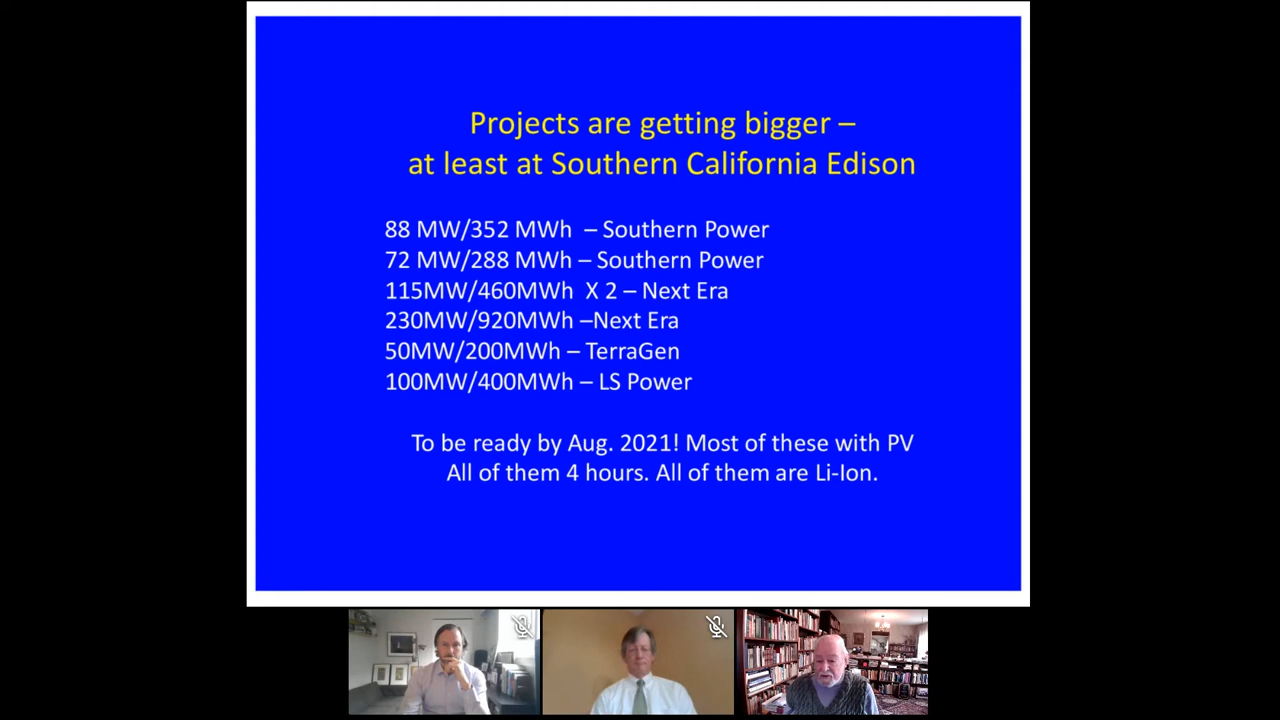 Projects are getting bigger –
at least at Southern California Edison
88 MW/352 MWh  – Southern Power
72 MW/288 MWh – Southern Power
115MW/460MWh  X 2 – Next Era
230MW/920MWh –Next Era
50MW/200MWh – TerraGen
100MW/400MWh – LS Power
To be ready by Aug. 2021! Most of these with PV
All of them 4 hours. All of them are Li-Ion.